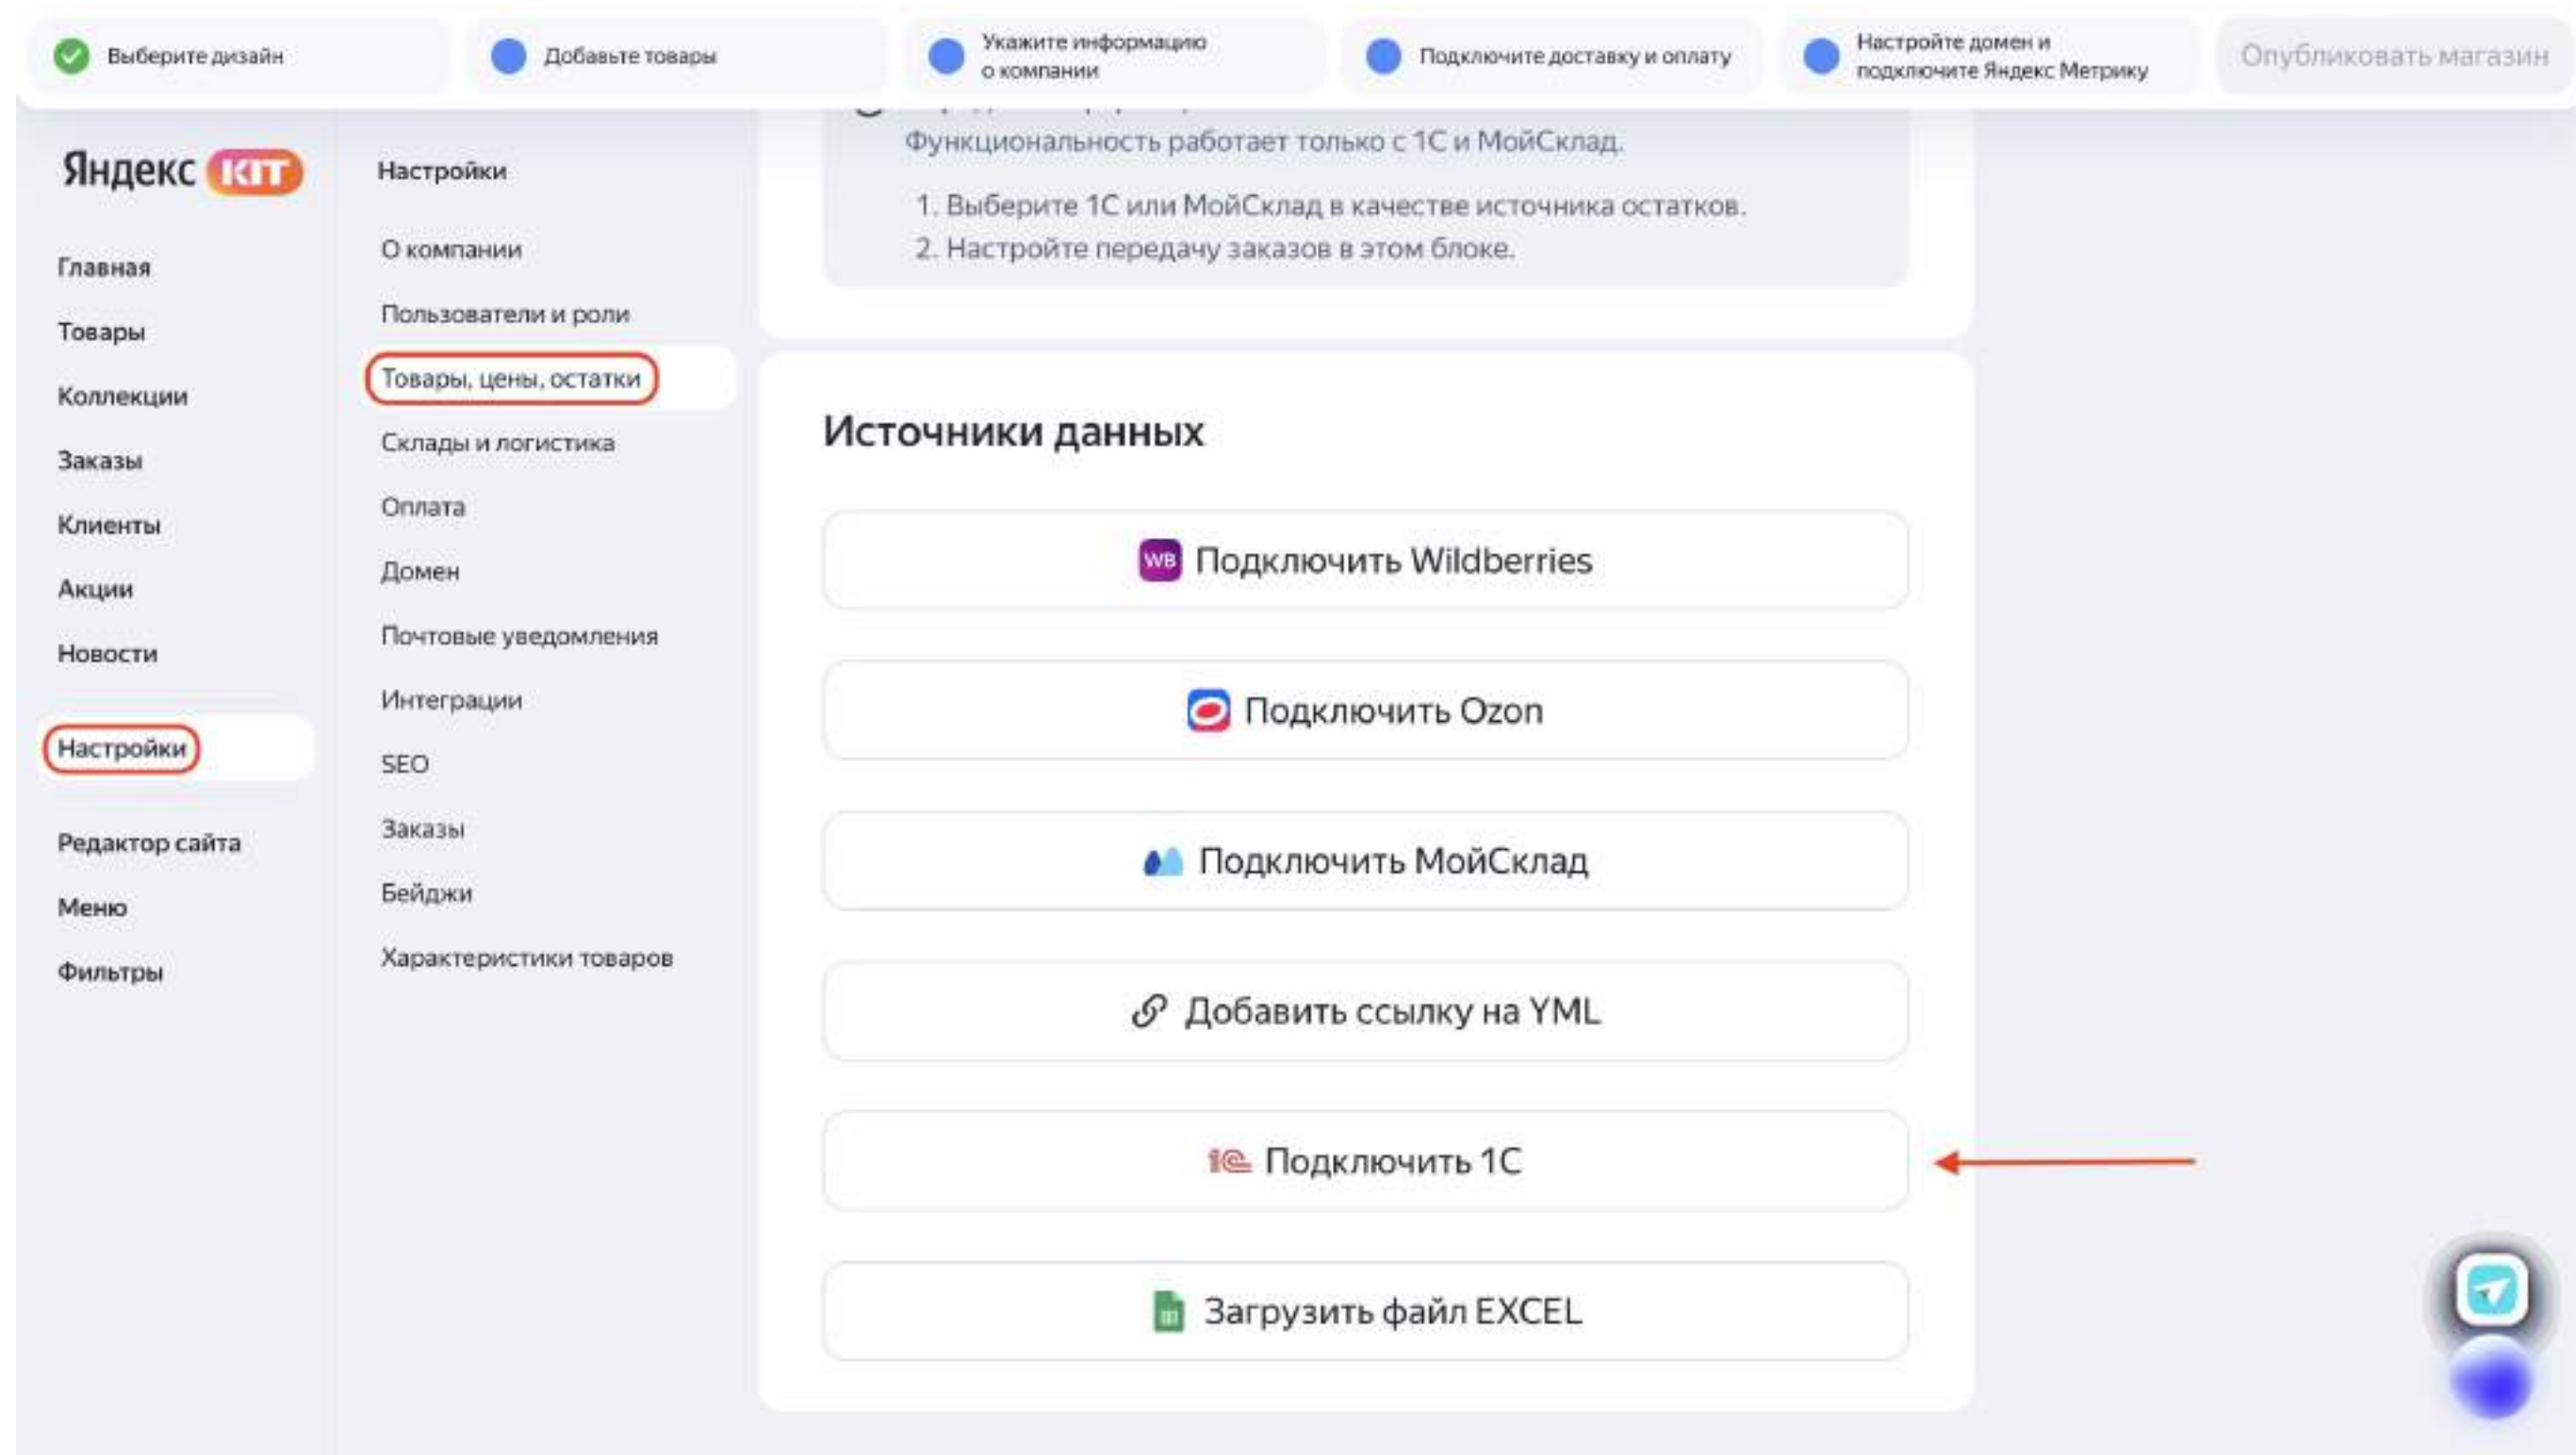 Выберите дизайн
Добавьте товары
Укажите информацию
о компании
Подключите доставку и оплату
Настройте домен и
подключите Яндекс Метрику
Опубликовать магазин
Яндекс KIT
Главная
Товары
Коллекции
Заказы
Клиенты
Акции
Новости
Настройки
Редактор сайта
Меню
Фильтры
Настройки
О компании
Пользователи и роли
Товары, цены, остатки
Склады и логистика
Оплата
Домен
Почтовые уведомления
Интеграции
SEO
Заказы
Бейджи
Характеристики товаров
Функциональность работает только с 1С и МойСклад.
1. Выберите 1С или МойСклад в качестве источника остатков.
2. Настройте передачу заказов в этом блоке.
Источники данных
WB Подключить Wildberries
Подключить Ozon
Подключить МойСклад
Добавить ссылку на YML
1С Подключить 1С
Загрузить файл EXCEL